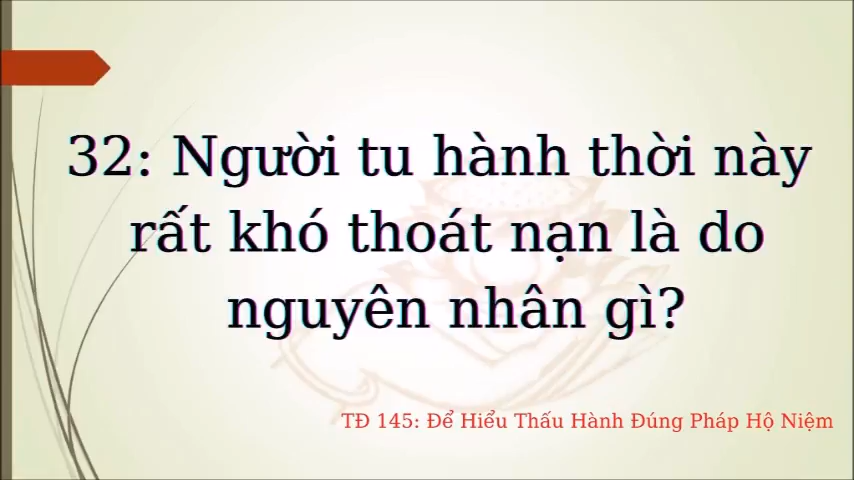 32: Người tu hành thời này
rất khó thoát nạn là do
nguyên nhân gì?
TĐ 145: Để Hiểu Thấu Hành Đúng Pháp Hộ Niệm